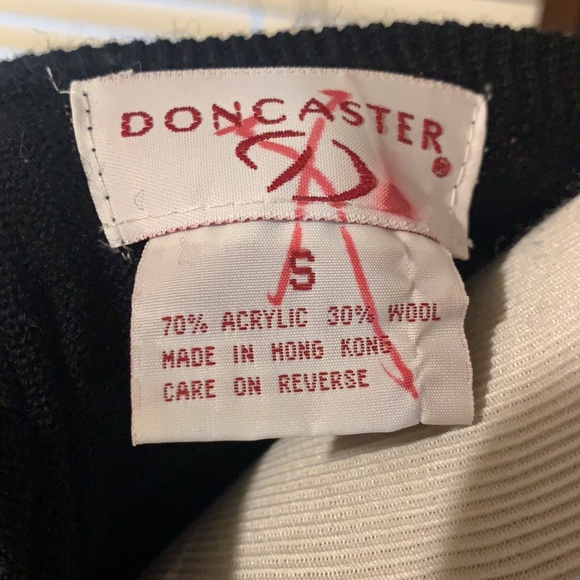 DONCASTER®
S
70% ACRYLIC 30% WOOL
MADE IN HONG KONG
CARE ON REVERSE